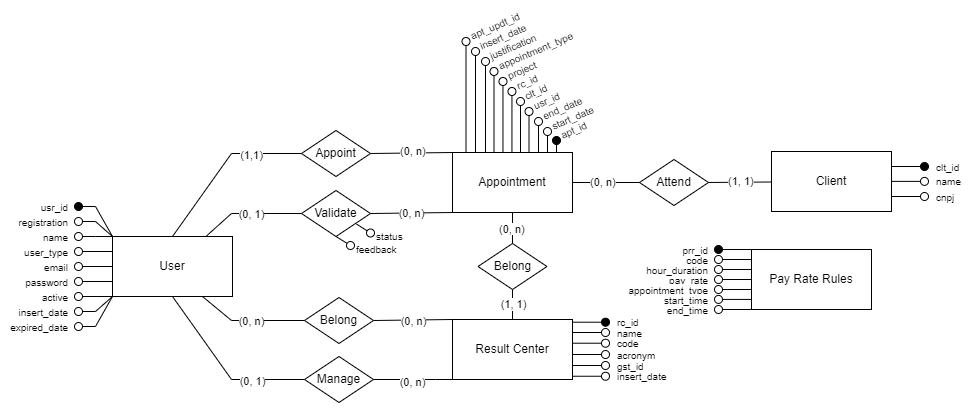 apt_updt_id
insert_date
justification
appointment_type
project
rc_id
clt_id
usr_id
end_date
start_date
apt_id
(1,1)
Appoint
(0, n)
Appointment
(0, n)
Attend
(1, 1)
Client
clt_id
name
cnpj
(0, 1)
Validate
(0, n)
status
feedback
usr_id
registration
name
user_type
email
password
active
insert_date
expired_date
User
(0, n)
Belong
(1, 1)
prr_id
code
hour_duration
pay_rate
appointment_type
start_time
end_time
Pay Rate Rules
(0, n)
Belong
(0, n)
Result Center
rc_id
name
code
acronym
gst_id
insert_date
(0, 1)
Manage
(0, n)